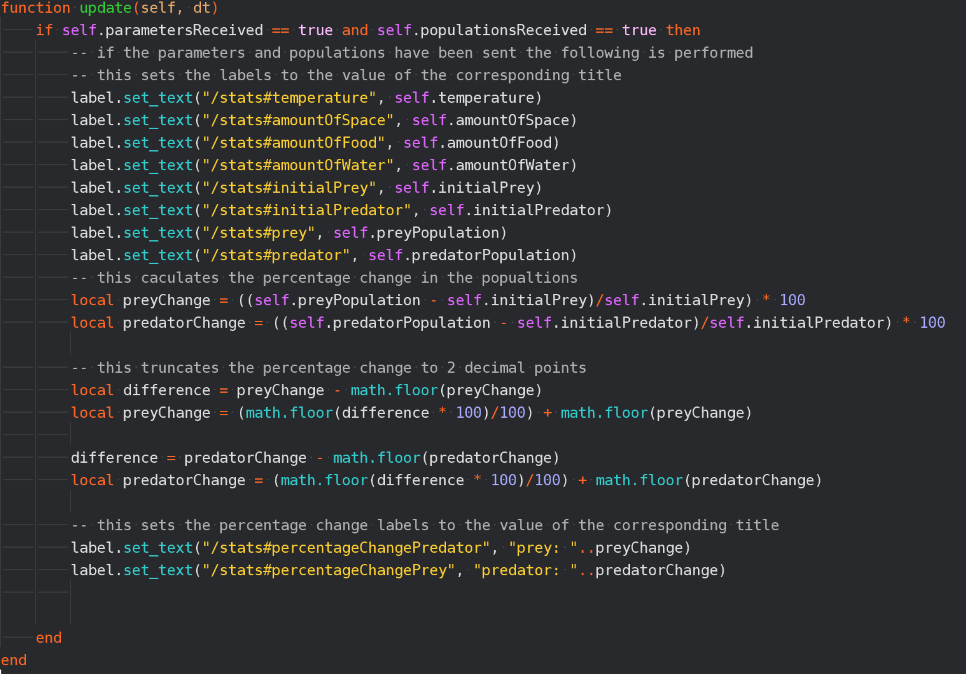 function update(self, dt)
if self.parametersReceived == true and self.populationsReceived == true then
-- if the parameters and populations have been sent the following is performed
-- this sets the labels to the value of the corresponding title
label.set_text("/stats#temperature", self.temperature)
label.set_text("/stats#amountOfSpace", self.amountOfSpace)
label.set_text("/stats#amountOfFood", self.amountOfFood)
label.set_text("/stats#amountOfWater", self.amountOfWater)
label.set_text("/stats#initialPrey", self.initialPrey)
label.set_text("/stats#initialPredator", self.initialPredator)
label.set_text("/stats#prey", self.preyPopulation)
label.set_text("/stats#predator", self.predatorPopulation)
-- this caculates the percentage change in the popualtions
local preyChange = ((self.preyPopulation - self.initialPrey)/self.initialPrey) * 100
local predatorChange = ((self.predatorPopulation - self.initialPredator)/self.initialPredator) * 100
-- this truncates the percentage change to 2 decimal points
local difference = preyChange - math.floor(preyChange)
local preyChange = (math.floor(difference * 100)/100) + math.floor(preyChange)
difference = predatorChange - math.floor(predatorChange)
local predatorChange = (math.floor(difference * 100)/100) + math.floor(predatorChange)
-- this sets the percentage change labels to the value of the corresponding title
label.set_text("/stats#percentageChangePredator", "prey: "..preyChange)
label.set_text("/stats#percentageChangePrey", "predator: "..predatorChange)
end
end